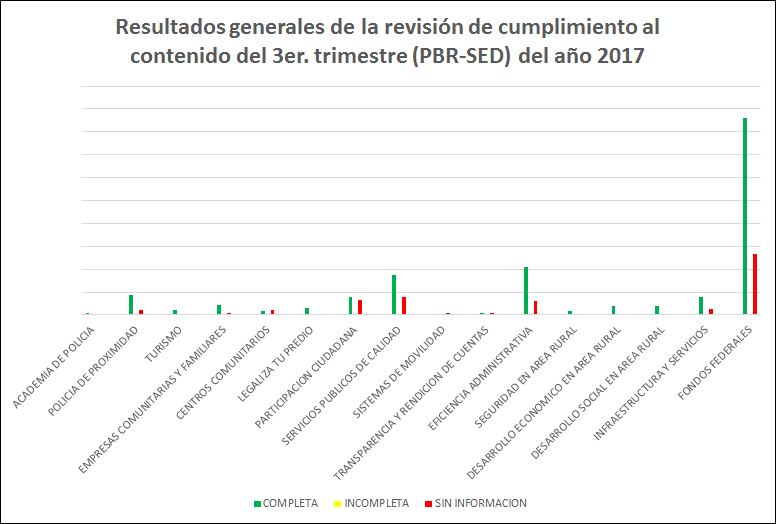 Resultados generales de la revisión de cumplimiento al
contenido del 3er. trimestre (PBR-SED) del año 2017
ACADEMIA DE POLICIA
POLICIA DE PROXIMIDAD
TURISMO
EMPRESAS COMUNITARIAS Y FAMILIARES
CENTROS COMUNITARIOS
LEGALIZA TU PREDIO
PARTICIPACION CIUDADANA
SERVICIOS PUBLICOS DE CALIDAD
SISTEMAS DE MOVILIDAD
TRANSPARENCIA Y RENDICION DE CUENTAS
EFICIENCIA ADMINISTRATIVA
SEGURIDAD EN AREA RURAL
DESARROLLO ECONOMICO EN AREA RURAL
DESARROLLO SOCIAL EN AREA RURAL
INFRAESTRUCTURA Y SERVICIOS
FONDOS FEDERALES
COMPLETA INCOMPLETA SIN INFORMACION